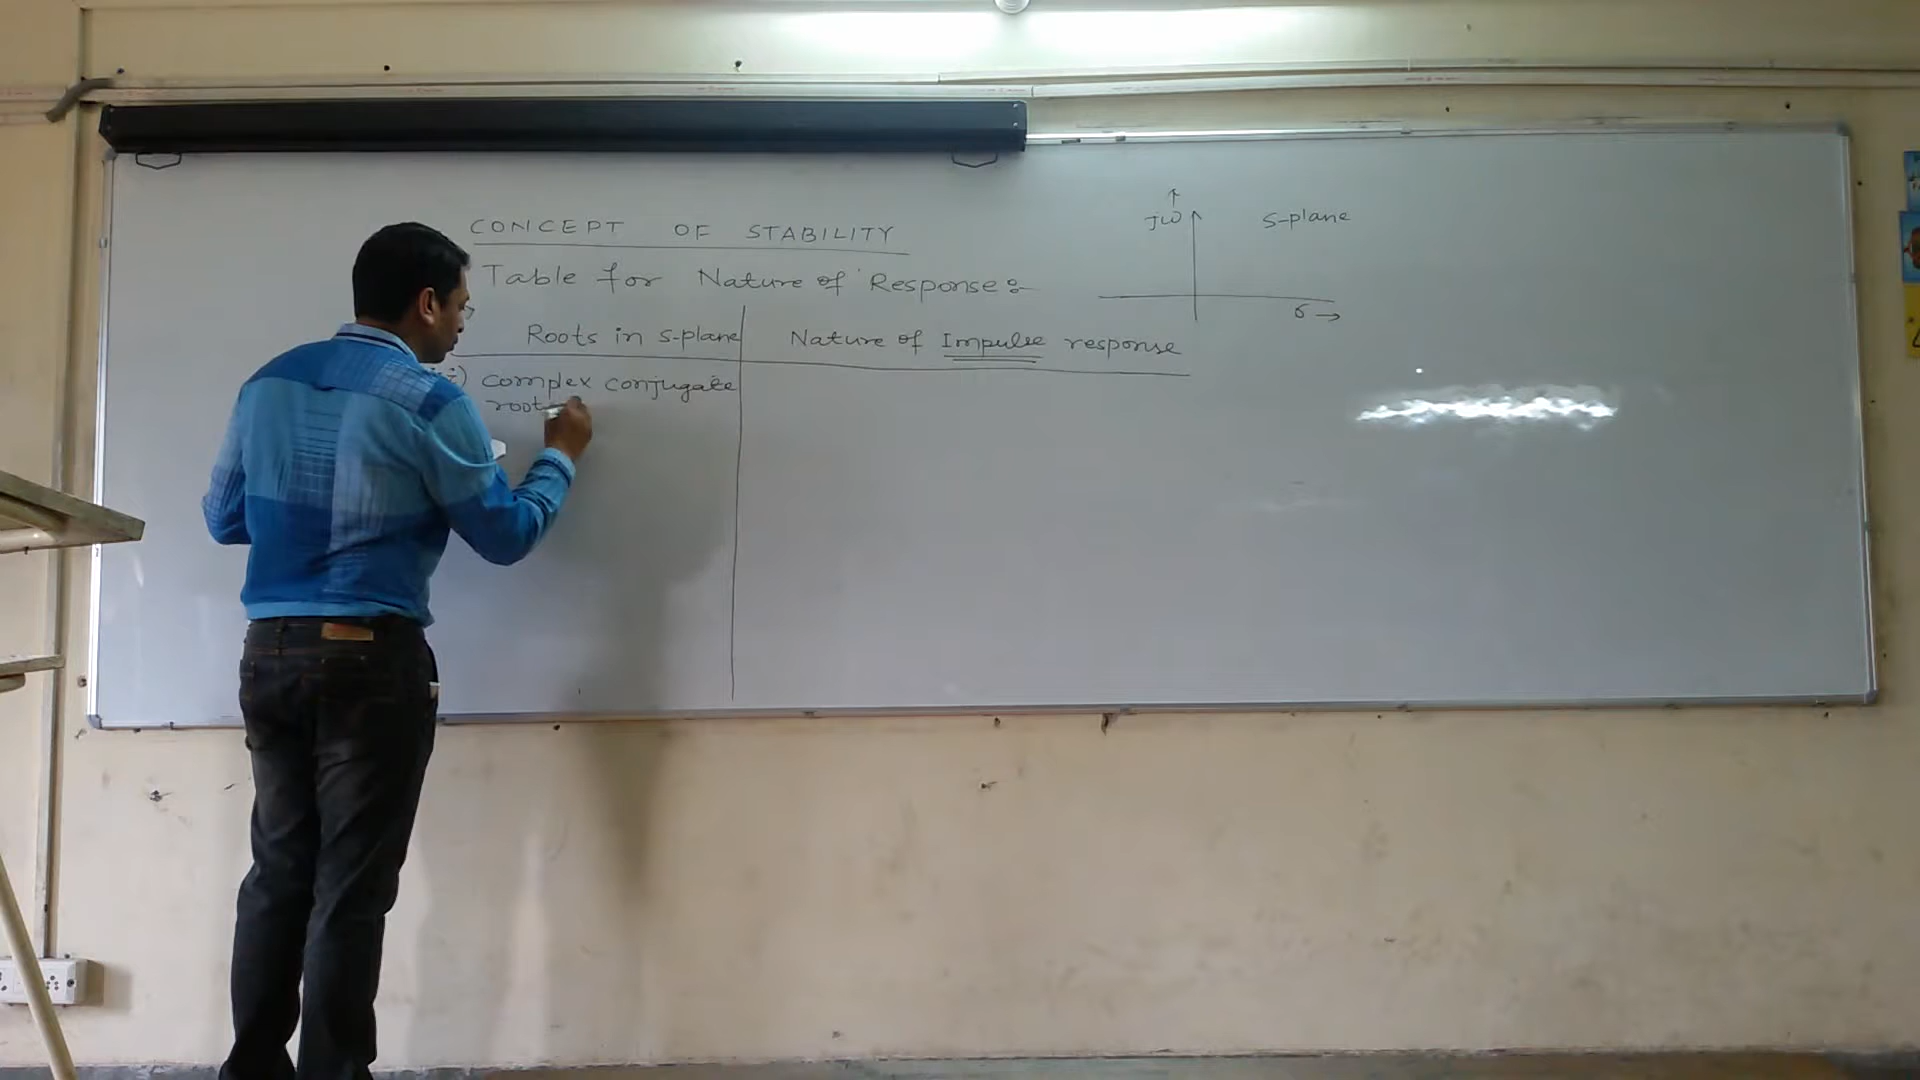 CONCEPT OF STABILITY
Table for Nature of Response:-
Roots in s-plane
Nature of Impulse response
complex conjugate
roots
jω
s-plane
σ →